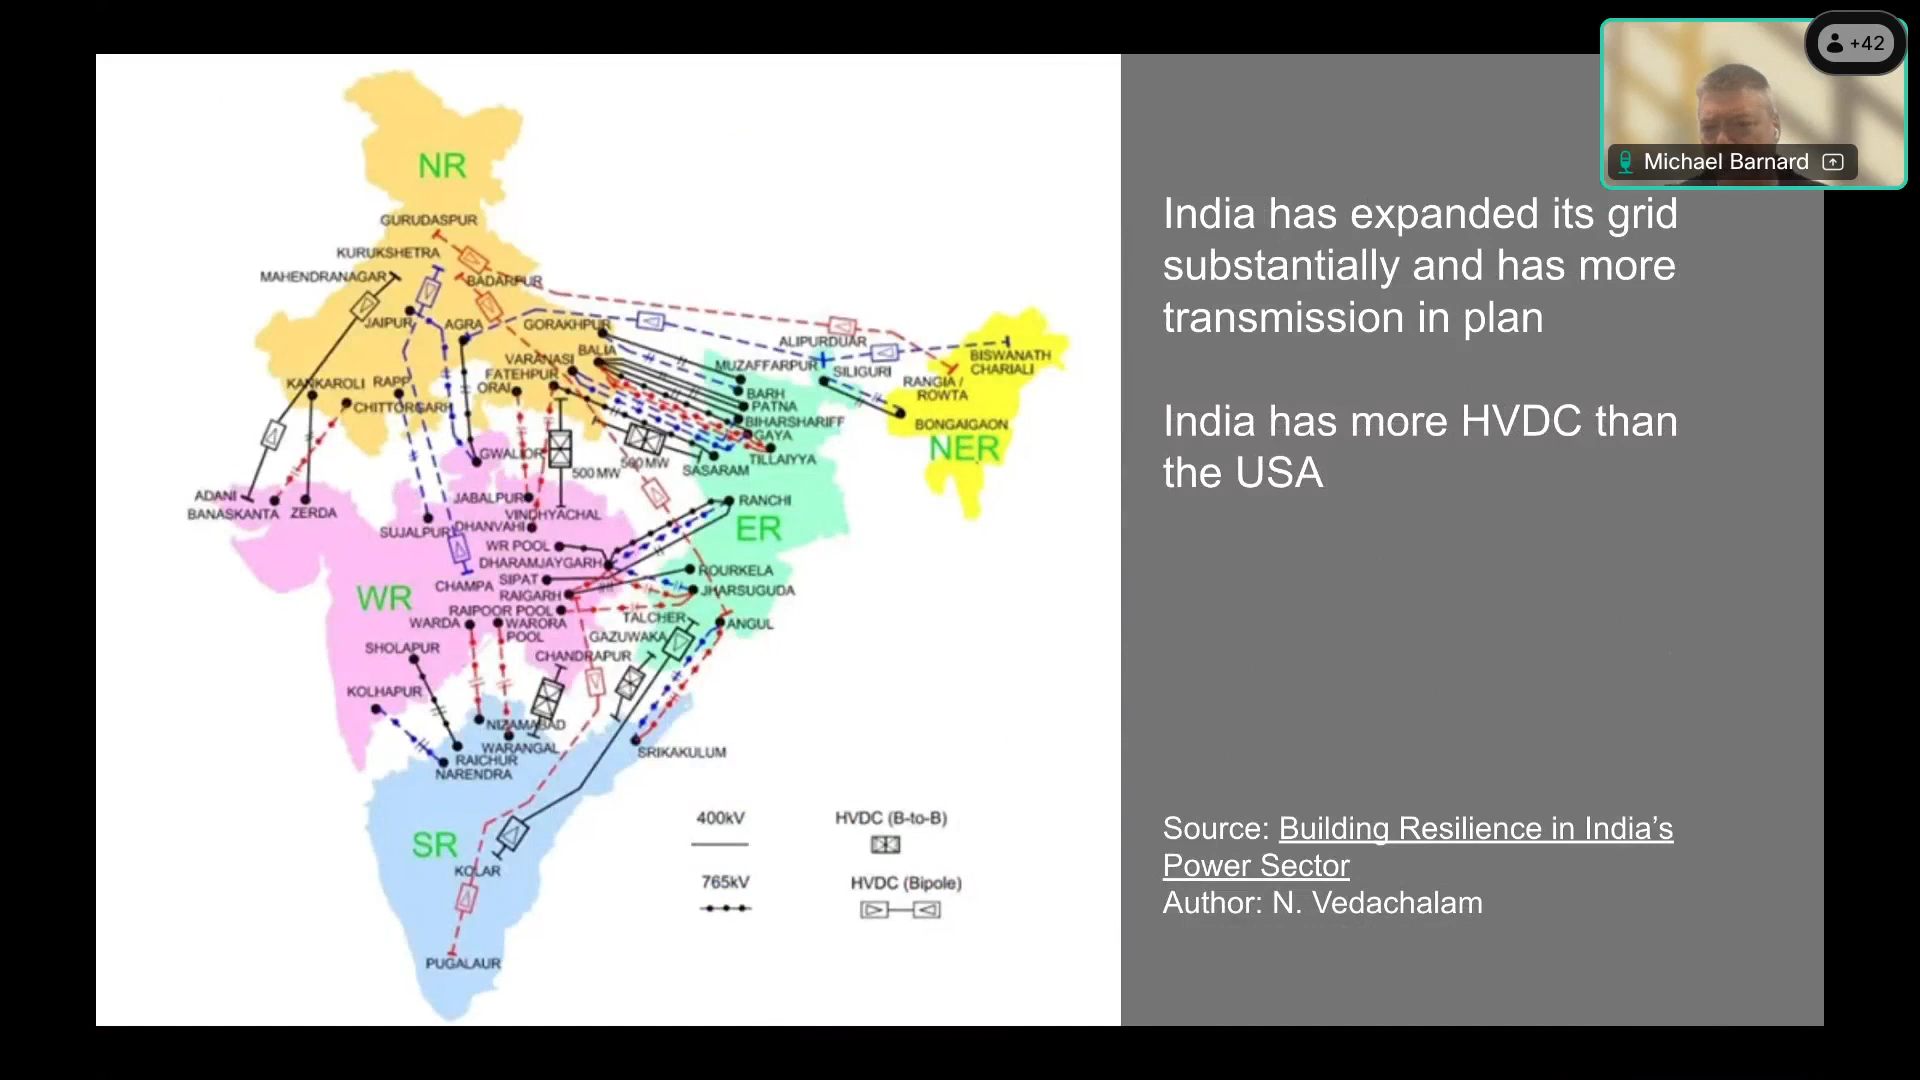 +42
Michael Barnard
NR
GURUDASPUR
KURUKSHETRA
MAHENDRANAGAR
BADARPUR
JAIPUR
AGRA
GORAKHPUR
ALIPURDUAR
BALIA
VARANASI
MUZAFFARPUR
SILIGURI
BISWANATH
CHARIALI
FATEHPUR
ORAI
KANKAROLI
RAPP
RANGIA /
ROWTA
BARH
CHITTORGARH
PATNA
BIHARSHARIFF
BONGAIGAON
GAYA
NER
GWALIOR
500 MW
500 MW
SASARAM
TILLAIYYA
ADANI
JABALPUR
RANCHI
BANASKANTA
ZERDA
VINDHYACHAL
SUJALPUR
DHANVAHI
ER
WR POOL
DHARAMJAYGARH
ROURKELA
CHAMPA
SIPAT
JHARSUGUDA
WR
RAIGARH
RAIPOOR POOL
TALCHER
WARDA
WARORA
POOL
ANGUL
GAZUWAKA
SHOLAPUR
CHANDRAPUR
KOLHAPUR
NIZAMABAD
WARANGAL
SRIKAKULUM
RAICHUR
NARENDRA
400kV
HVDC (B-to-B)
SR
KOLAR
765kV
HVDC (Bipole)
PUGALAUR
India has expanded its grid
substantially and has more
transmission in plan
India has more HVDC than
the USA
Source: Building Resilience in India’s
Power Sector
Author: N. Vedachalam